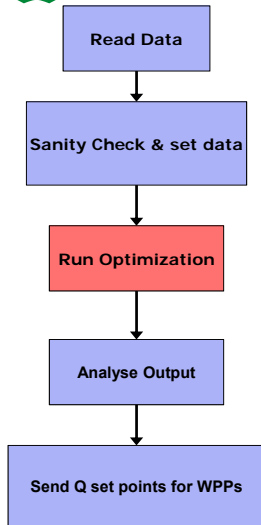 Read Data
Sanity Check & set data
Run Optimization
Analyse Output
Send Q set points for WPPs